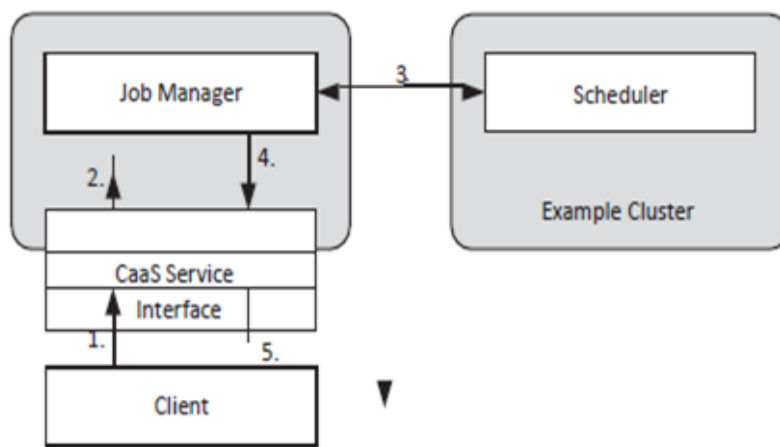 Job Manager
3.
Scheduler
2.
4.
Example Cluster
CaaS Service
Interface
1.
5.
Client